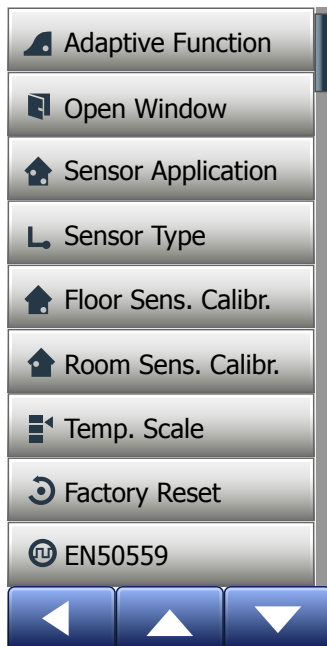 Adaptive Function
Open Window
Sensor Application
Sensor Type
Floor Sens. Calibr.
Room Sens. Calibr.
Temp. Scale
Factory Reset
EN50559